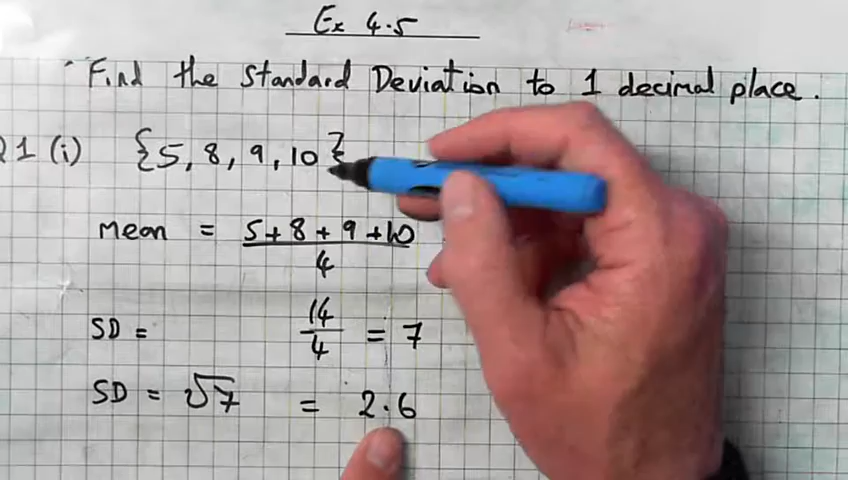 Ex 4.5
Find the Standard Deviation to 1 decimal place.
Q1 (i) {5, 8, 9, 10}
Mean = 5+8+9+10
4
SD = 14/4 = 7
SD = √7 = 2.6